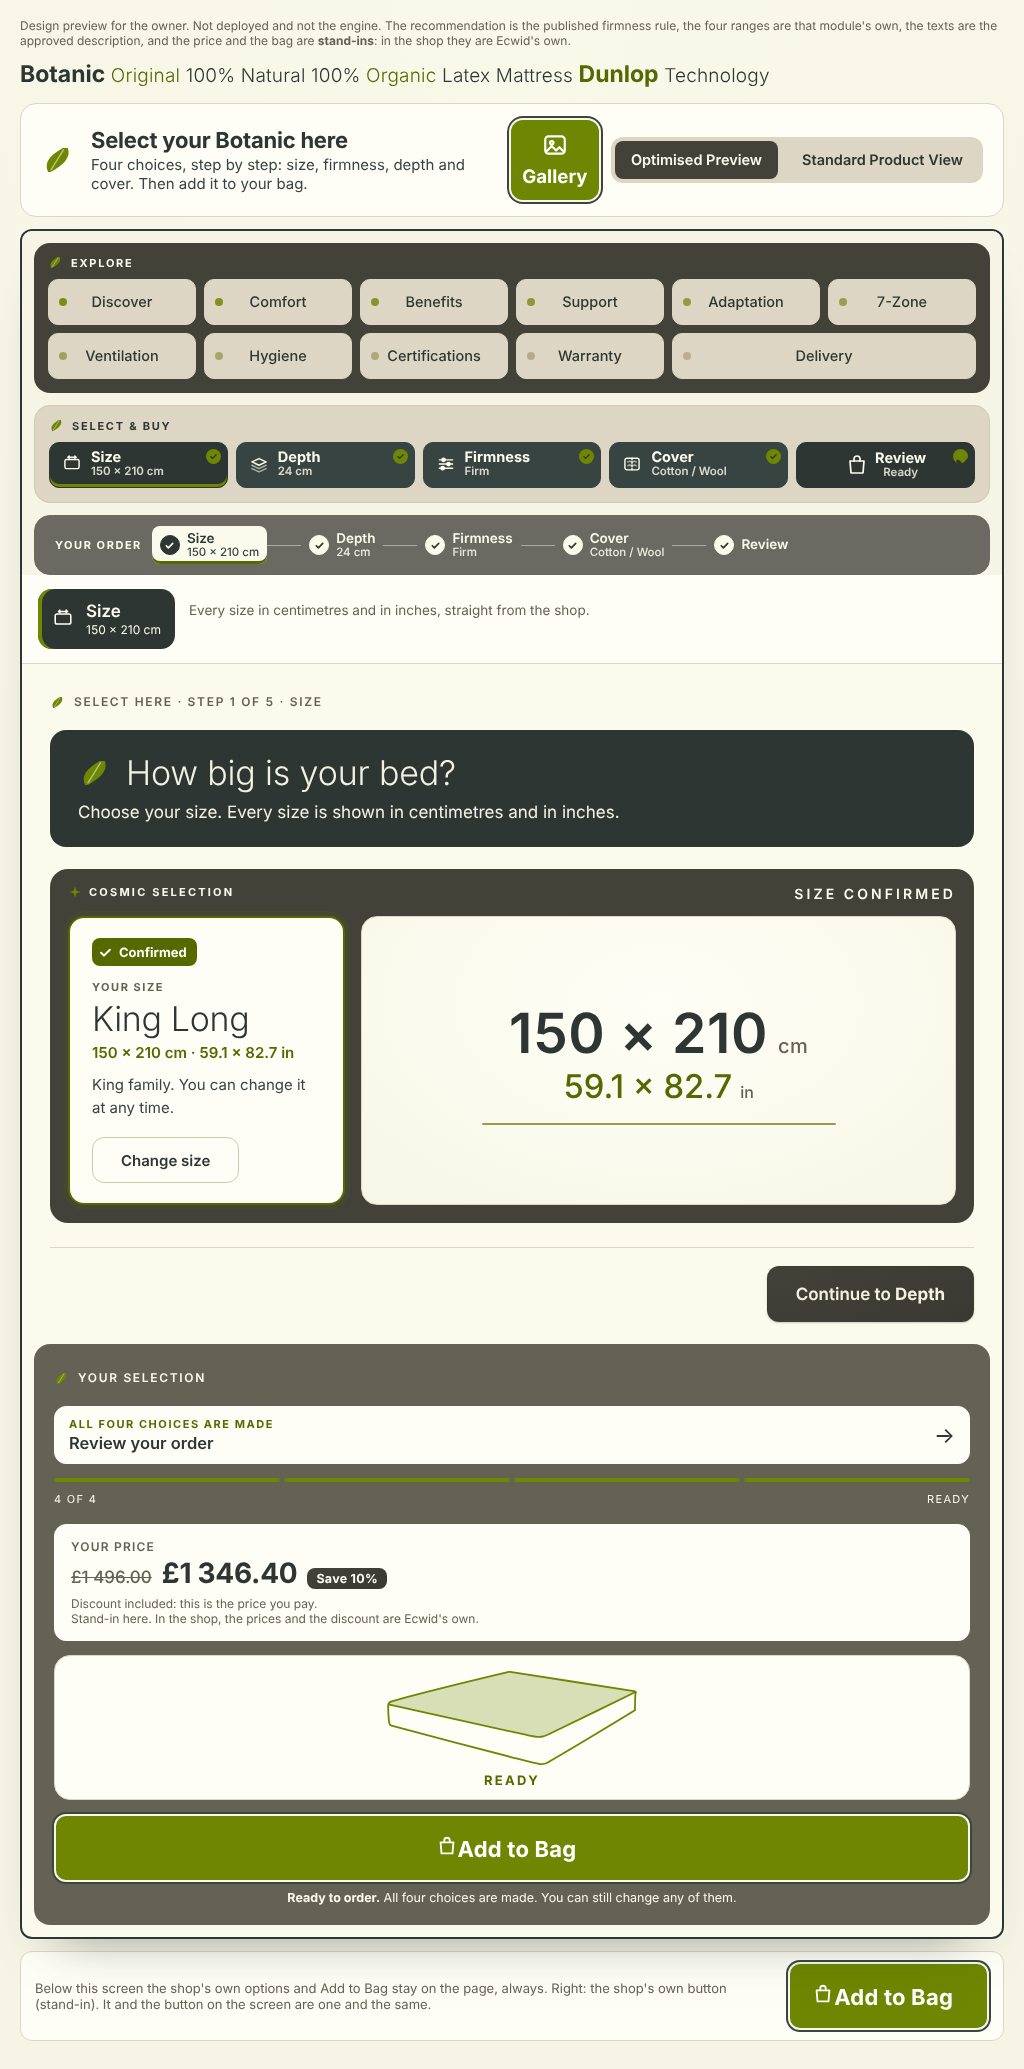 Design preview for the owner. Not deployed and not the engine. The recommendation is the published firmness rule, the four ranges are that module's own, the texts are the
approved description, and the price and the bag are stand-ins: in the shop they are Ecwid's own.
Botanic Original 100% Natural 100% Organic Latex Mattress Dunlop Technology
Select your Botanic here
Four choices, step by step: size, firmness, depth and
cover. Then add it to your bag.
Gallery
Optimised Preview
Standard Product View
EXPLORE
Discover
Comfort
Benefits
Support
Adaptation
7-Zone
Ventilation
Hygiene
Certifications
Warranty
Delivery
SELECT & BUY
Size
150 × 210 cm
Depth
24 cm
Firmness
Firm
Cover
Cotton / Wool
Review
Ready
YOUR ORDER
Size
150 × 210 cm
Depth
24 cm
Firmness
Firm
Cover
Cotton / Wool
Review
Size
150 × 210 cm
Every size in centimetres and in inches, straight from the shop.
SELECT HERE · STEP 1 OF 5 · SIZE
How big is your bed?
Choose your size. Every size is shown in centimetres and in inches.
COSMIC SELECTION
SIZE CONFIRMED
Confirmed
YOUR SIZE
King Long
150 × 210 cm · 59.1 × 82.7 in
King family. You can change it
at any time.
Change size
150 × 210 cm
59.1 × 82.7 in
Continue to Depth
YOUR SELECTION
ALL FOUR CHOICES ARE MADE
Review your order
4 OF 4
READY
YOUR PRICE
£1 496.00 £1 346.40 Save 10%
Discount included: this is the price you pay.
Stand-in here. In the shop, the prices and the discount are Ecwid's own.
READY
Add to Bag
Ready to order. All four choices are made. You can still change any of them.
Below this screen the shop's own options and Add to Bag stay on the page, always. Right: the shop's own button
(stand-in). It and the button on the screen are one and the same.
Add to Bag